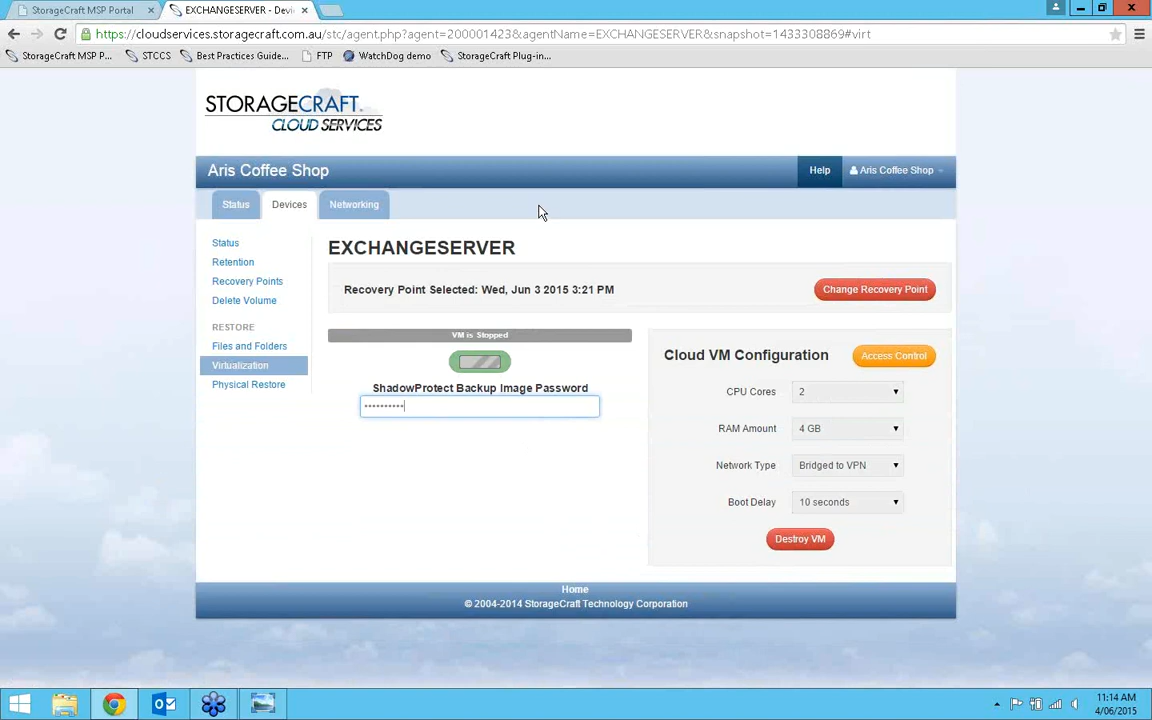 StorageCraft MSP Portal
EXCHANGESERVER - Devi
https://cloudservices.storagecraft.com.au/stc/agent.php?agent=200001423&agentName=EXCHANGESERVER&snapshot=1433308869#virt
StorageCraft MSP P... STCCS Best Practices Guide... FTP WatchDog demo StorageCraft Plug-in...
STORAGECRAFT
CLOUD SERVICES
Aris Coffee Shop
Help Aris Coffee Shop
Status Devices Networking
Status
Retention
Recovery Points
Delete Volume
RESTORE
Files and Folders
Virtualization
Physical Restore
EXCHANGESERVER
Recovery Point Selected: Wed, Jun 3 2015 3:21 PM
Change Recovery Point
VM is Stopped
ShadowProtect Backup Image Password
••••••••••
Cloud VM Configuration
Access Control
CPU Cores 2
RAM Amount 4 GB
Network Type Bridged to VPN
Boot Delay 10 seconds
Destroy VM
Home
© 2004-2014 StorageCraft Technology Corporation
11:14 AM
4/06/2015